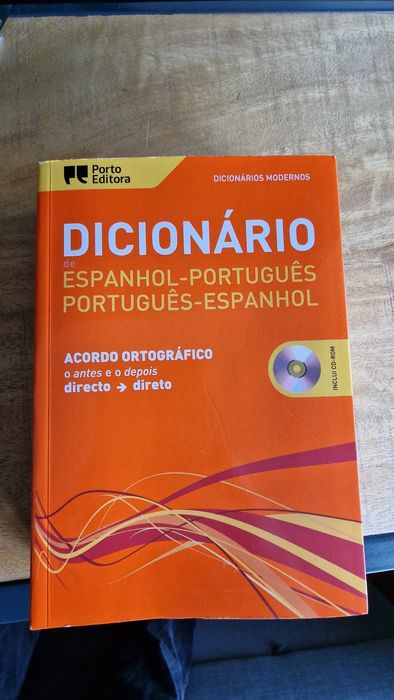 Porto
Editora
DICIONÁRIOS MODERNOS
DICIONÁRIO
de
ESPANHOL-PORTUGUÊS
PORTUGUÊS-ESPANHOL
ACORDO ORTOGRÁFICO
o antes e o depois
directo → direto
INCLUI CD-ROM